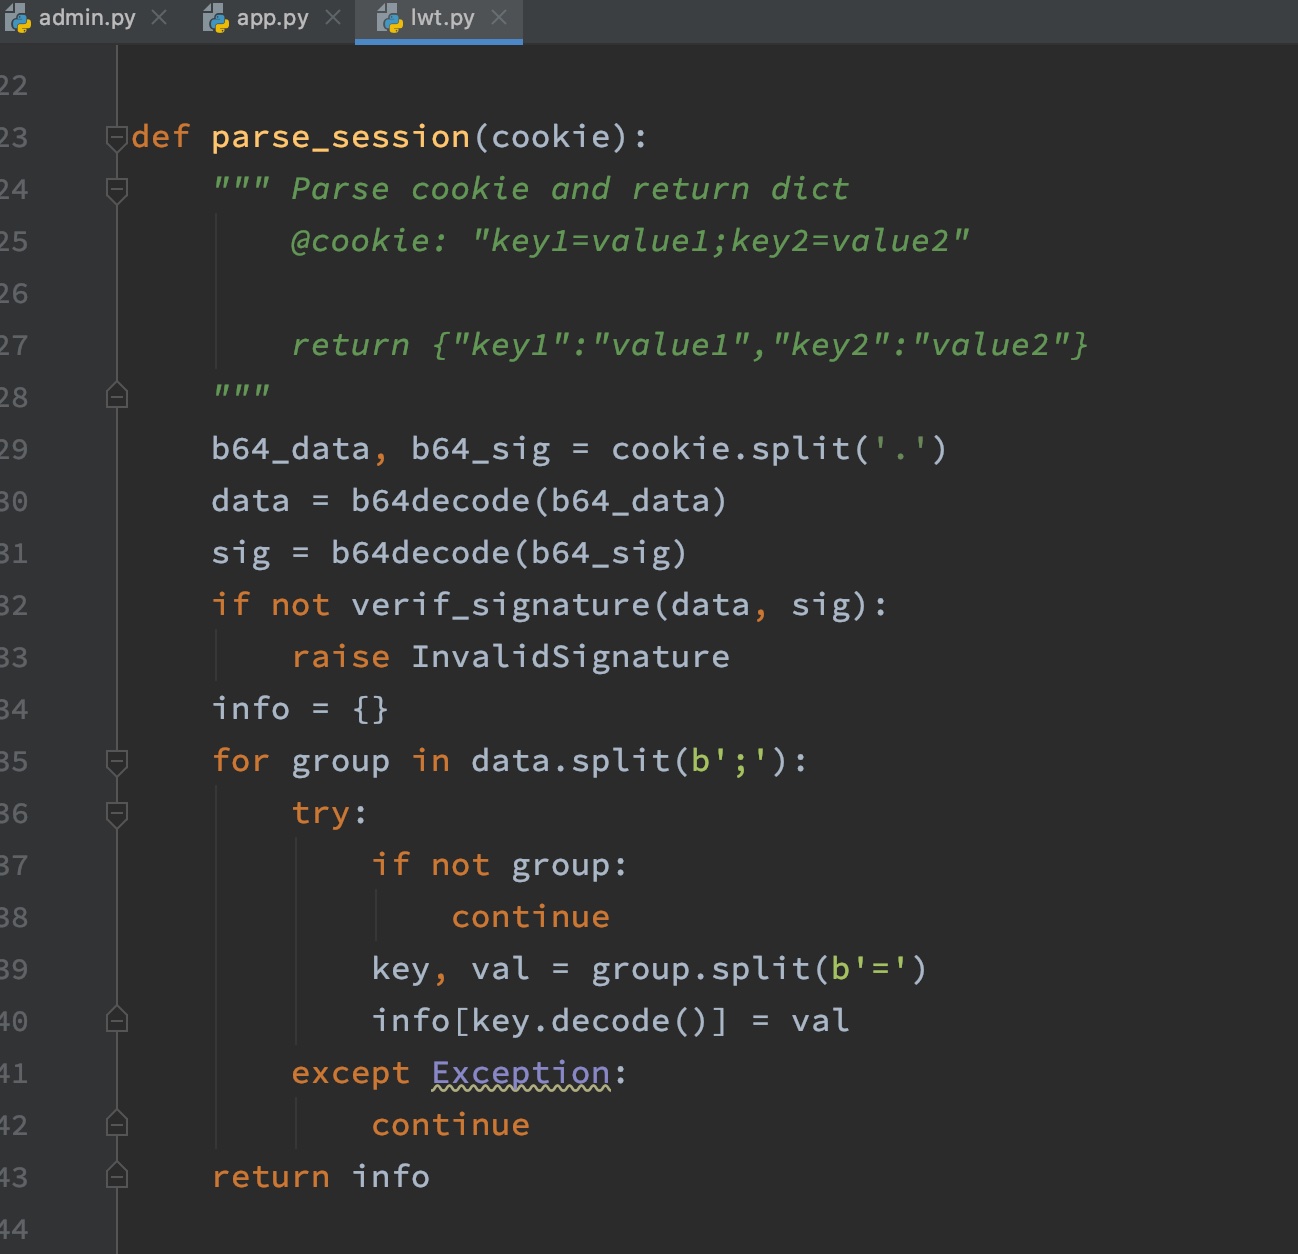 admin.py × app.py × lwt.py ×
22
23 def parse_session(cookie):
24 """ Parse cookie and return dict
25 @cookie: "key1=value1;key2=value2"
26
27 return {"key1":"value1","key2":"value2"}
28 """
29 b64_data, b64_sig = cookie.split('.')
30 data = b64decode(b64_data)
31 sig = b64decode(b64_sig)
32 if not verif_signature(data, sig):
33 raise InvalidSignature
34 info = {}
35 for group in data.split(b';'):
36 try:
37 if not group:
38 continue
39 key, val = group.split(b'=')
40 info[key.decode()] = val
41 except Exception:
42 continue
43 return info
44